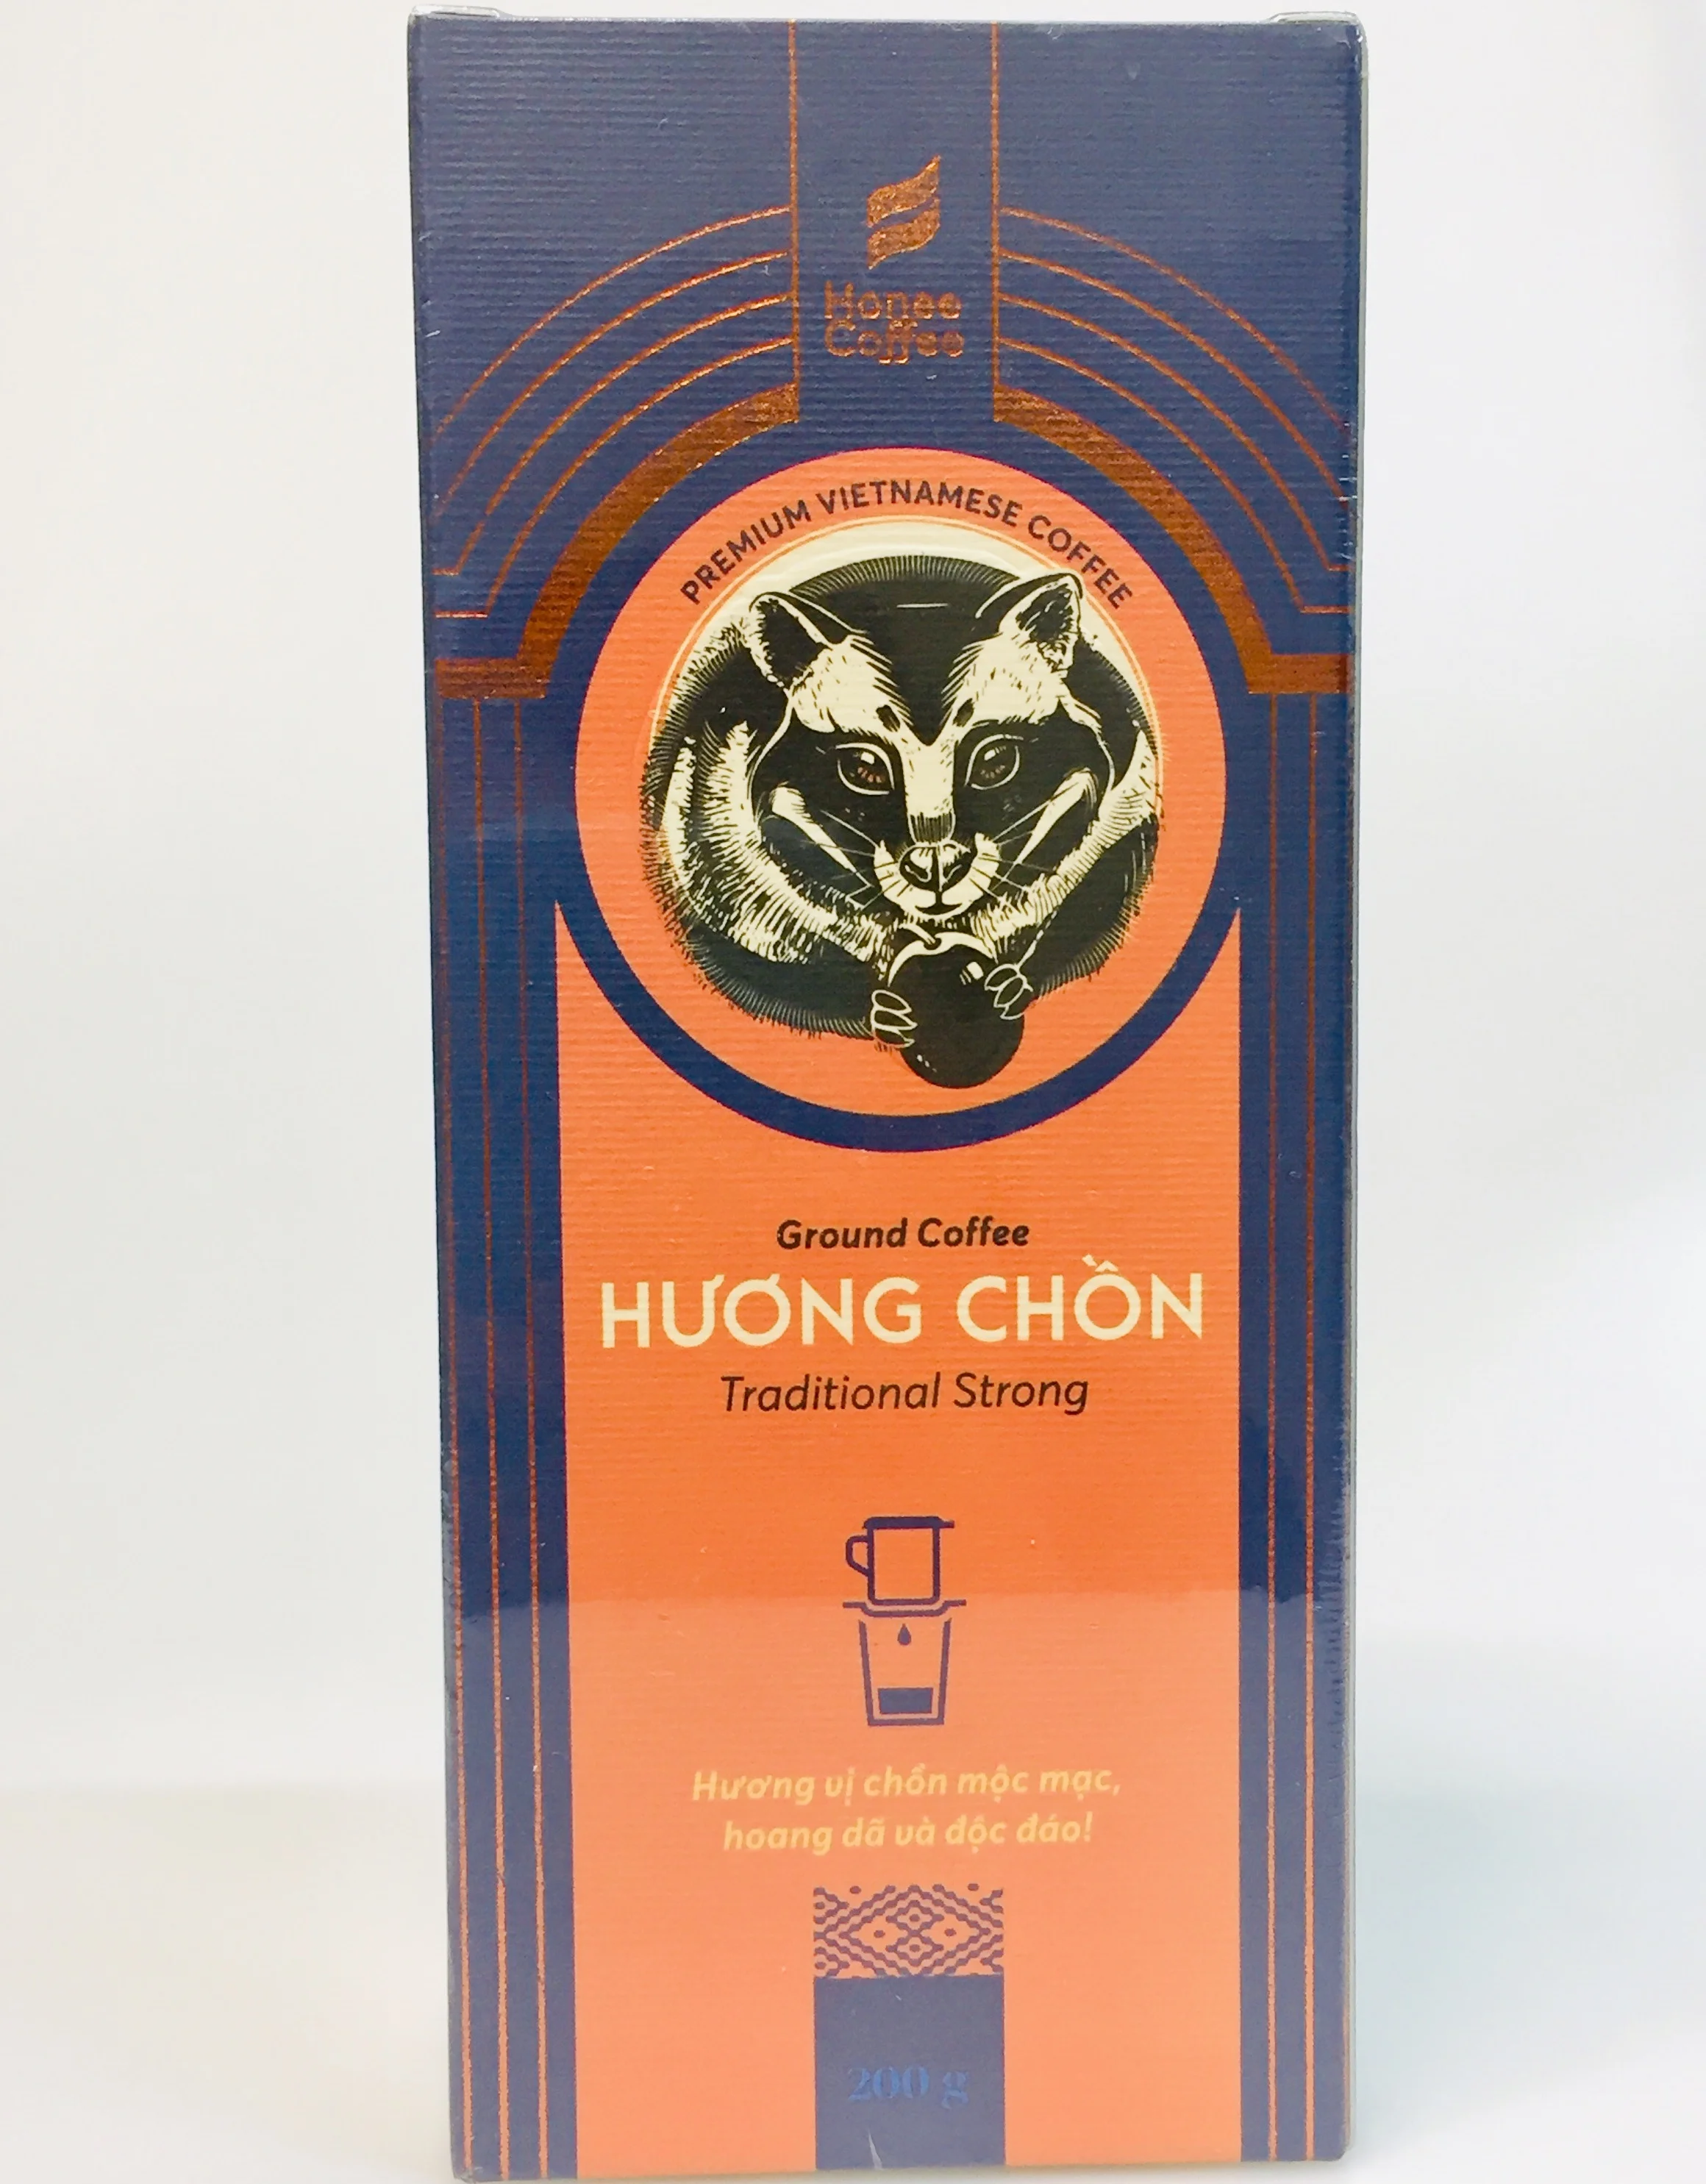 Honee
Coffee
PREMIUM VIETNAMESE COFFEE
Ground Coffee
HƯƠNG CHỒN
Traditional Strong
Hương vị chồn mộc mạc,
hoang dã và độc đáo!
200 g